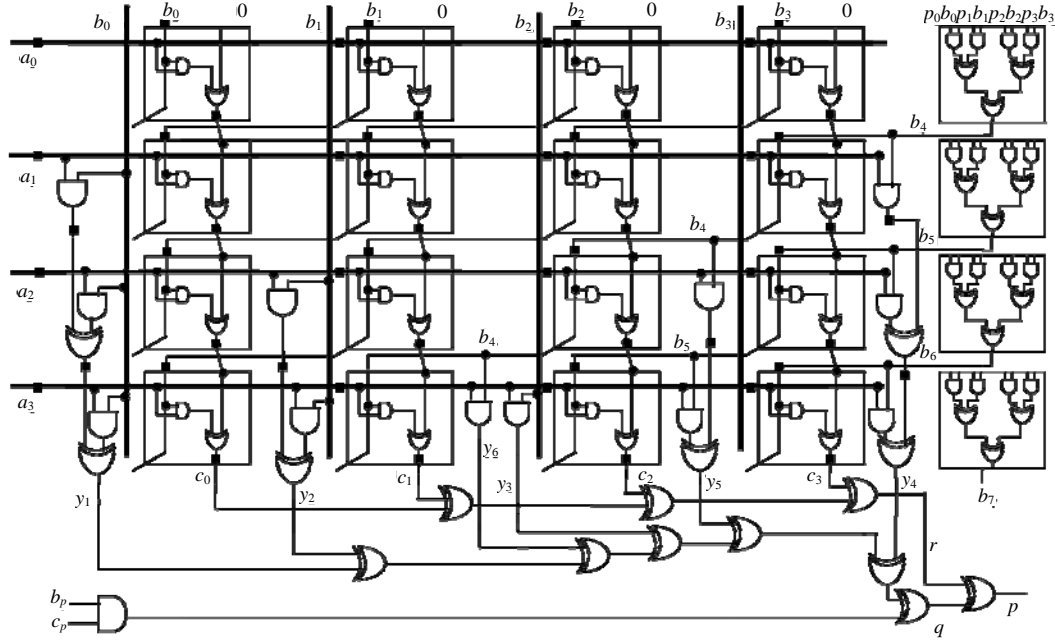 b₀ b₀ 0 b₁ b₁ 0 b₂ b₂ 0 b₃ b₃ 0 p₀b₀p₁b₁p₂b₂p₃b₃
a₀
b₄
a₁
b₄ b₅
a₂
b₄ b₅ b₆
a₃
y₆
c₀ c₁ c₂ c₃
y₁ y₂ y₃ y₅ y₄ b₇
r
bₚ
cₚ
p
q